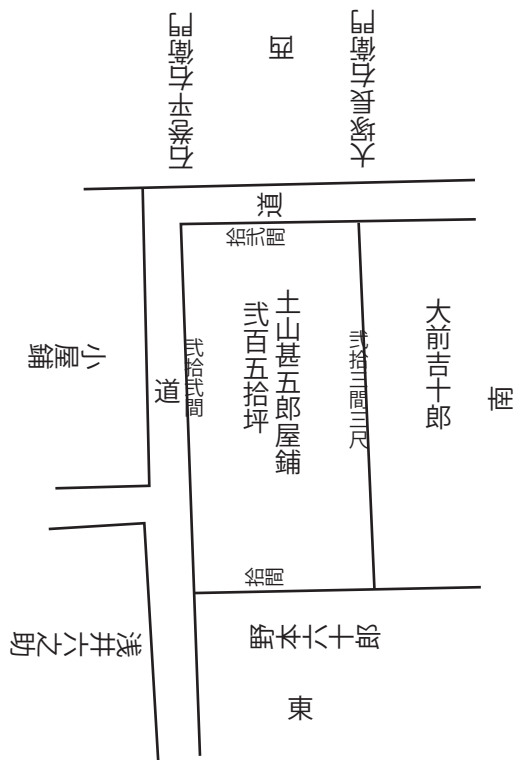 石巻平右衛門
西
大塚長右衛門
道
拾弐間
土山甚五郎屋鋪
弐百五拾坪
弐拾三間三尺
大前吉十郎
南
小屋鋪
道
弐拾弐間
拾間
浅井六之助
野本六十郎
東